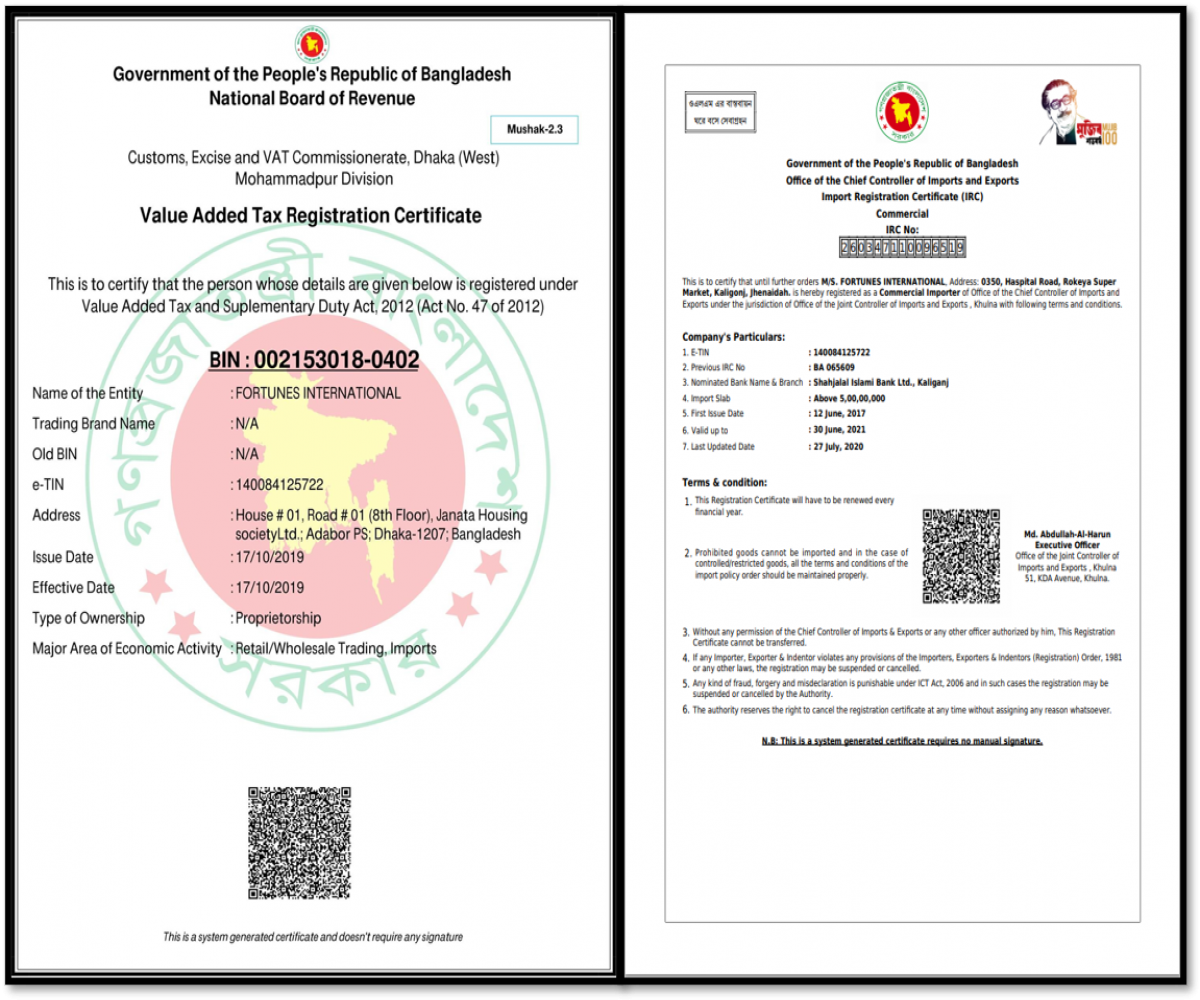 Government of the People's Republic of Bangladesh
National Board of Revenue
Mushak-2.3
Customs, Excise and VAT Commissionerate, Dhaka (West)
Mohammadpur Division
Value Added Tax Registration Certificate
This is to certify that the person whose details are given below is registered under
Value Added Tax and Suplementary Duty Act, 2012 (Act No. 47 of 2012)
BIN : 002153018-0402
Name of the Entity : FORTUNES INTERNATIONAL
Trading Brand Name : N/A
Old BIN : N/A
e-TIN : 140084125722
Address : House # 01, Road # 01 (8th Floor), Janata Housing
societyLtd.; Adabor PS; Dhaka-1207; Bangladesh
Issue Date : 17/10/2019
Effective Date : 17/10/2019
Type of Ownership : Proprietorship
Major Area of Economic Activity : Retail/Wholesale Trading, Imports
গণপ্রজাতন্ত্রী বাংলাদেশ
সরকার
This is a system generated certificate and doesn't require any signature
ওএলএম এর বাস্তবায়ন
ঘরে বসে সেবাগ্রহন
মুজিব
100
Government of the People's Republic of Bangladesh
Office of the Chief Controller of Imports and Exports
Import Registration Certificate (IRC)
Commercial
IRC No:
260347110096519
This is to certify that until further orders M/S. FORTUNES INTERNATIONAL, Address: 0350, Haspital Road, Rokeya Super
Market, Kaligonj, Jhenaidah. is hereby registered as a Commercial Importer of Office of the Chief Controller of Imports and
Exports under the jurisdiction of Office of the Joint Controller of Imports and Exports , Khulna with following terms and conditions.
Company's Particulars:
1. E-TIN : 140084125722
2. Previous IRC No : BA 065609
3. Nominated Bank Name & Branch : Shahjalal Islami Bank Ltd., Kaliganj
4. Import Slab : Above 5,00,00,000
5. First Issue Date : 12 June, 2017
6. Valid up to : 30 June, 2021
7. Last Updated Date : 27 July, 2020
Terms & condition:
1. This Registration Certificate will have to be renewed every
financial year.
2. Prohibited goods cannot be imported and in the case of
controlled/restricted goods, all the terms and conditions of the
import policy order should be maintained properly.
Md. Abdullah-Al-Harun
Executive Officer
Office of the Joint Controller of
Imports and Exports , Khulna
51, KDA Avenue, Khulna.
3. Without any permission of the Chief Controller of Imports & Exports or any other officer authorized by him, This Registration
Certificate cannot be transferred.
4. If any Importer, Exporter & Indentor violates any provisions of the Importers, Exporters & Indentors (Registration) Order, 1981
or any other laws, the registration may be suspended or cancelled.
5. Any kind of fraud, forgery and misdeclaration is punishable under ICT Act, 2006 and in such cases the registration may be
suspended or cancelled by the Authority.
6. The authority reserves the right to cancel the registration certificate at any time without assigning any reason whatsoever.
N.B: This is a system generated certificate requires no manual signature.